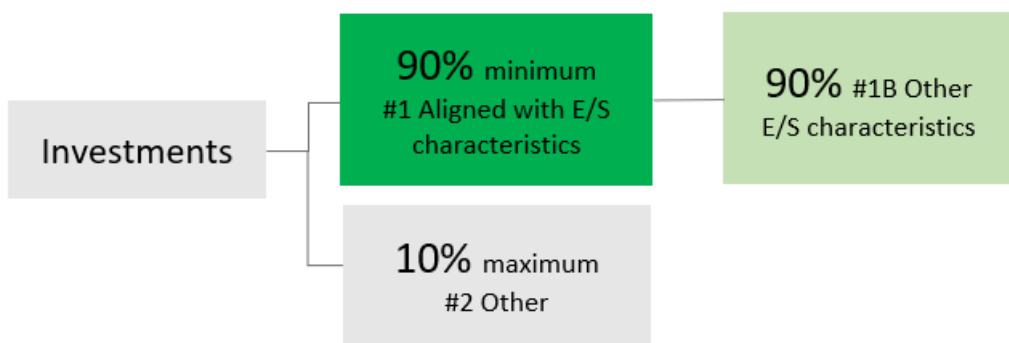 Investments
90% minimum
#1 Aligned with E/S
characteristics
90% #1B Other
E/S characteristics
10% maximum
#2 Other